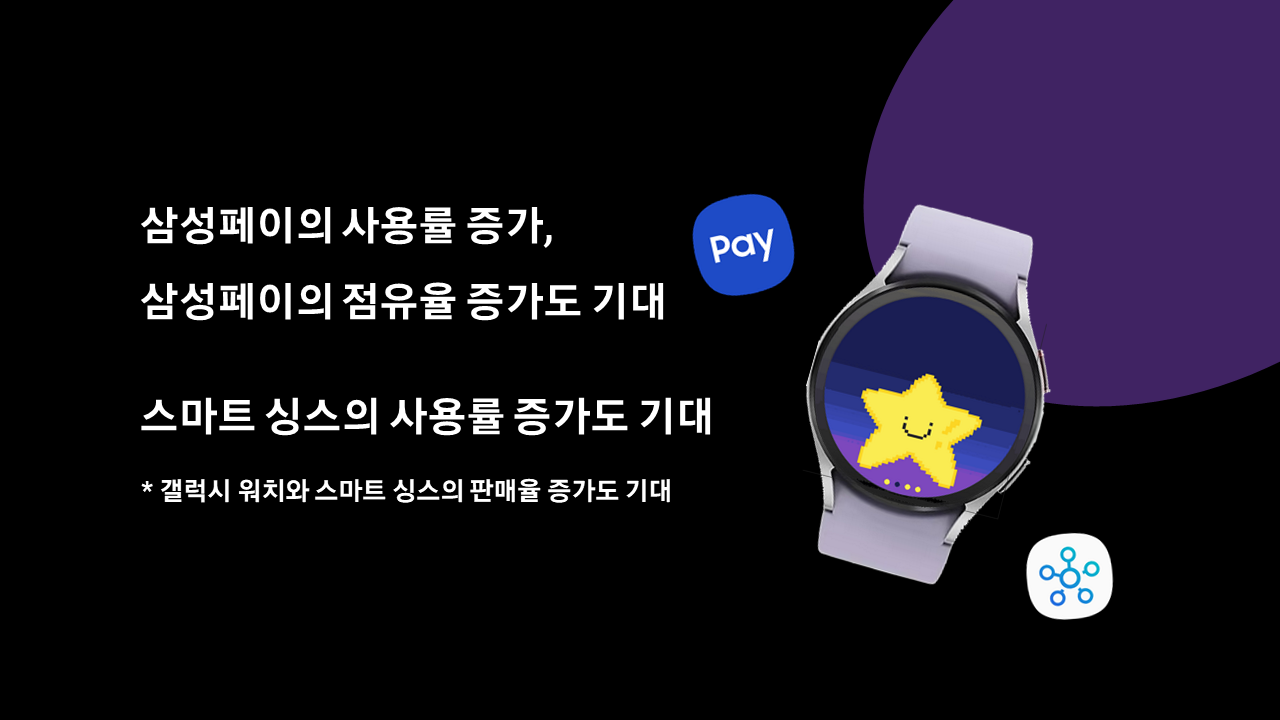 삼성페이의 사용률 증가,
삼성페이의 점유율 증가도 기대
스마트 싱스의 사용률 증가도 기대
* 갤럭시 워치와 스마트 싱스의 판매율 증가도 기대
pay